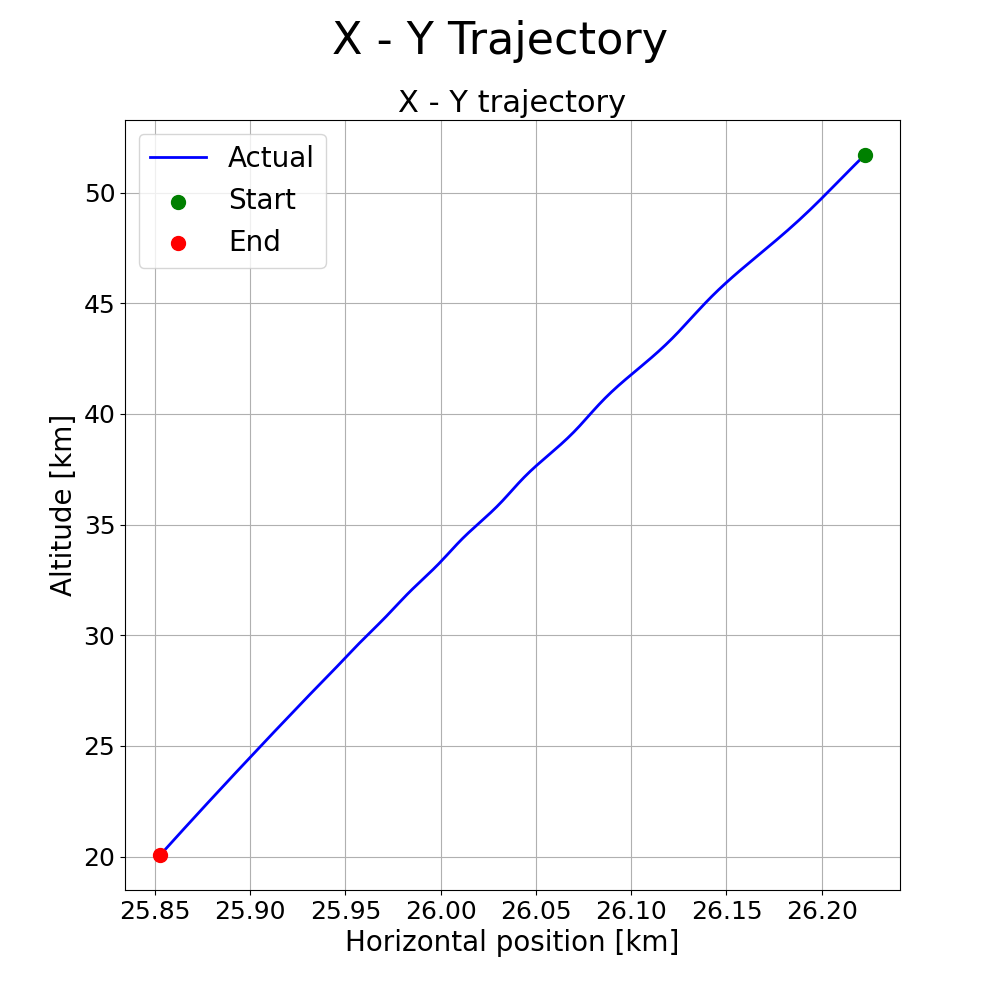 X - Y Trajectory
X - Y trajectory
Actual
Start
End
50
45
40
35
30
25
20
Altitude [km]
25.85 25.90 25.95 26.00 26.05 26.10 26.15 26.20
Horizontal position [km]